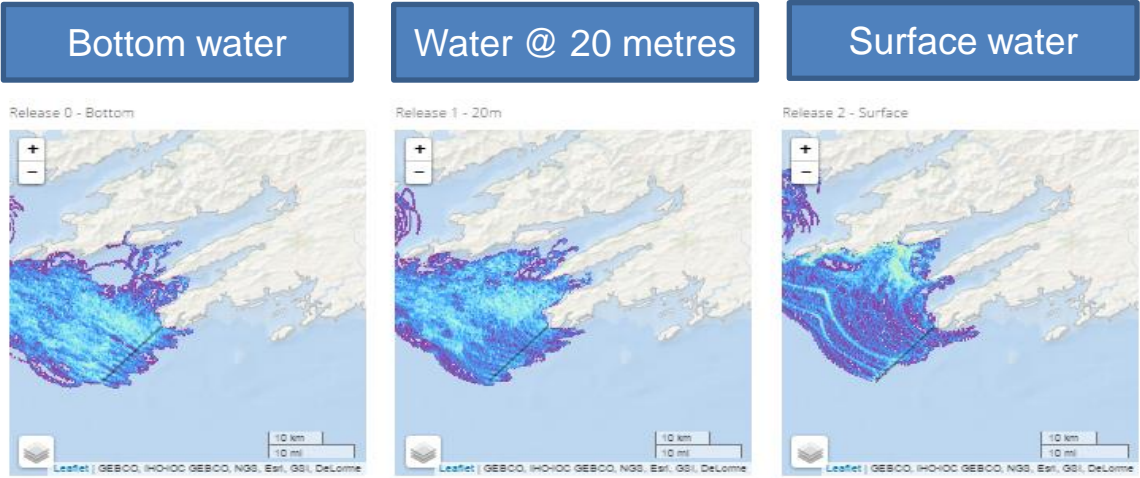 Bottom water
Water @ 20 metres
Surface water
Release 0 - Bottom
Release 1 - 20m
Release 2 - Surface
+
−
+
−
+
−
10 km
10 mi
Leaflet | GEBCO, IHO-IOC GEBCO, NGS, Esri, GSI, DeLorme
10 km
10 mi
Leaflet | GEBCO, IHO-IOC GEBCO, NGS, Esri, GSI, DeLorme
10 km
10 mi
Leaflet | GEBCO, IHO-IOC GEBCO, NGS, Esri, GSI, DeLorme